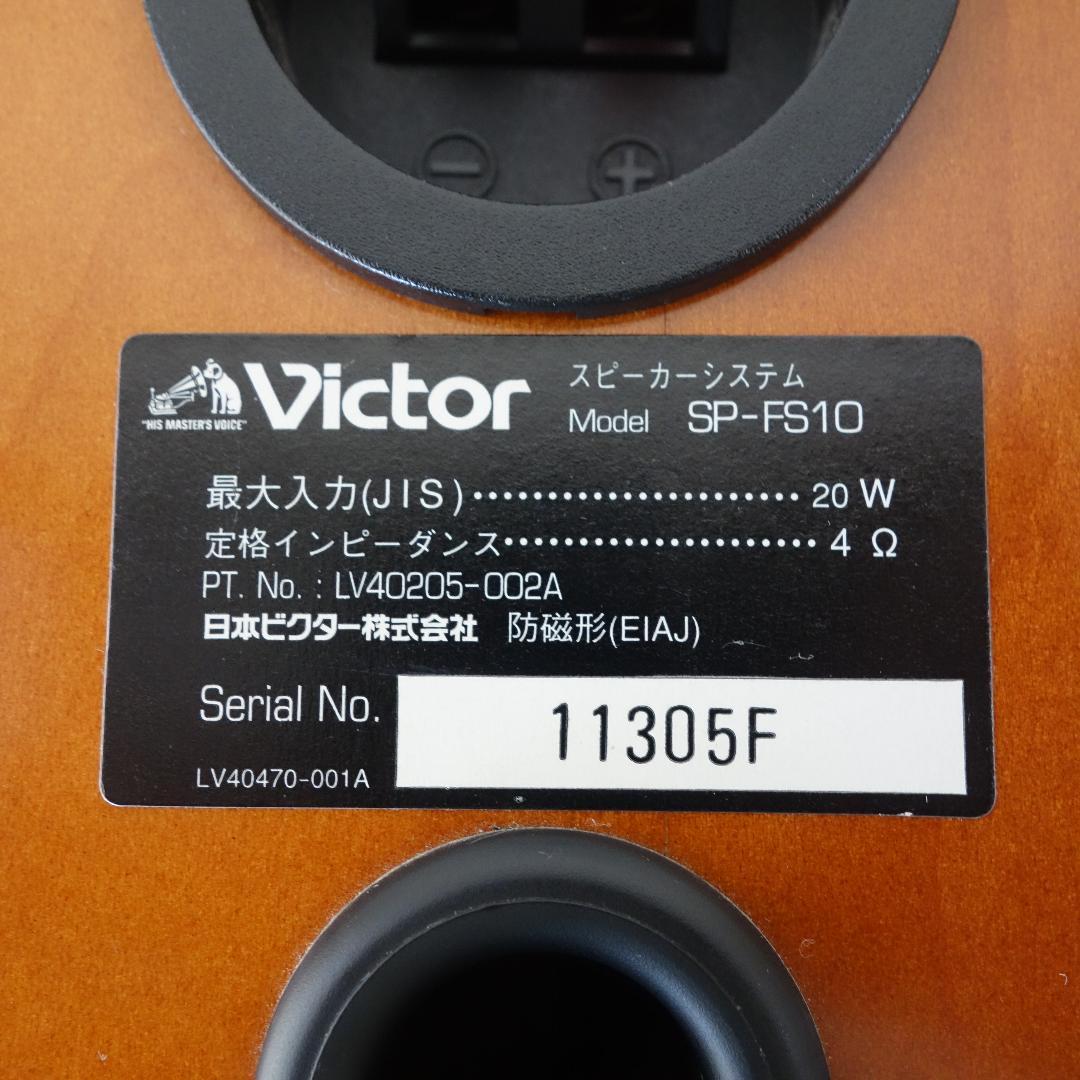 − +
"HIS MASTER'S VOICE" Victor
スピーカーシステム
Model SP-FS10
最大入力(JIS)･･････････････････････････ 20 W
定格インピーダンス･････････････････････････ 4 Ω
PT. No. : LV40205-002A
日本ビクター株式会社 防磁形(EIAJ)
Serial No. 11305F
LV40470-001A